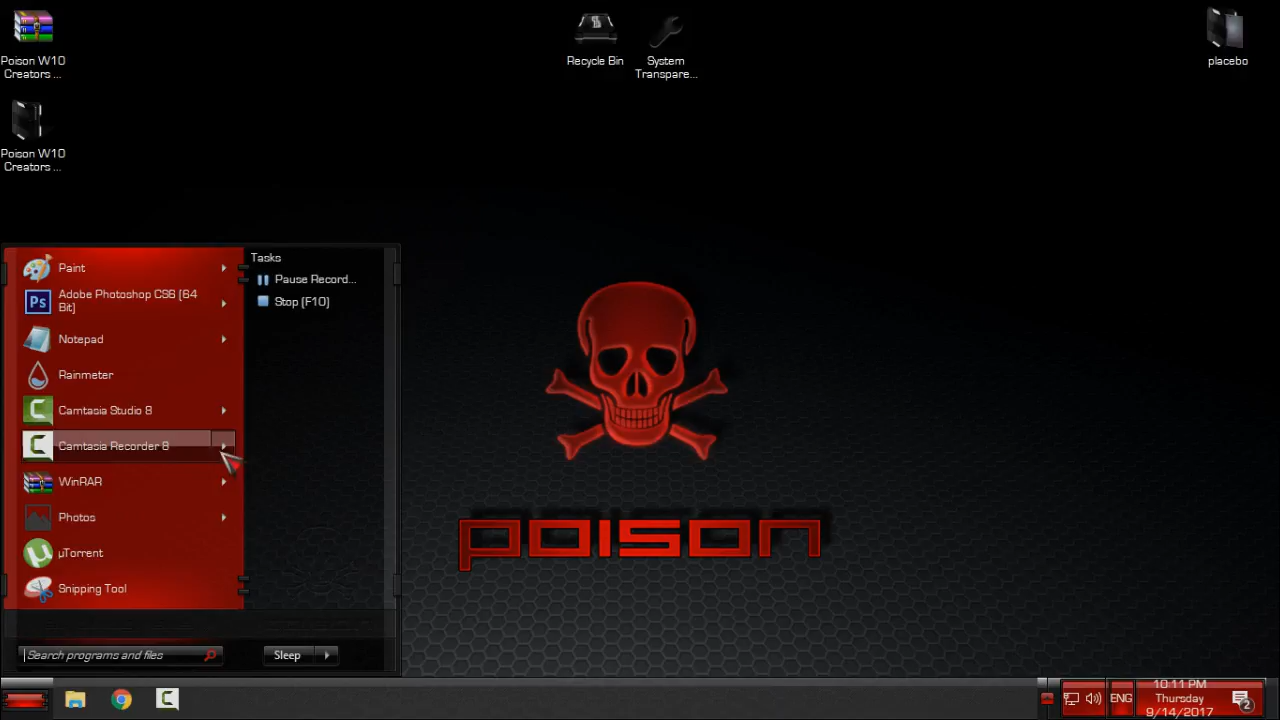 Poison W10
Creators ...
Recycle Bin
System
Transpare...
placebo
Poison W10
Creators ...
Paint
Adobe Photoshop CS6 (64
Bit)
Notepad
Rainmeter
Camtasia Studio 8
Camtasia Recorder 8
WinRAR
Photos
µTorrent
Snipping Tool
Tasks
Pause Record...
Stop (F10)
Ps
poison
Search programs and files
Sleep
ENG
10:11 PM
Thursday
9/14/2017
2